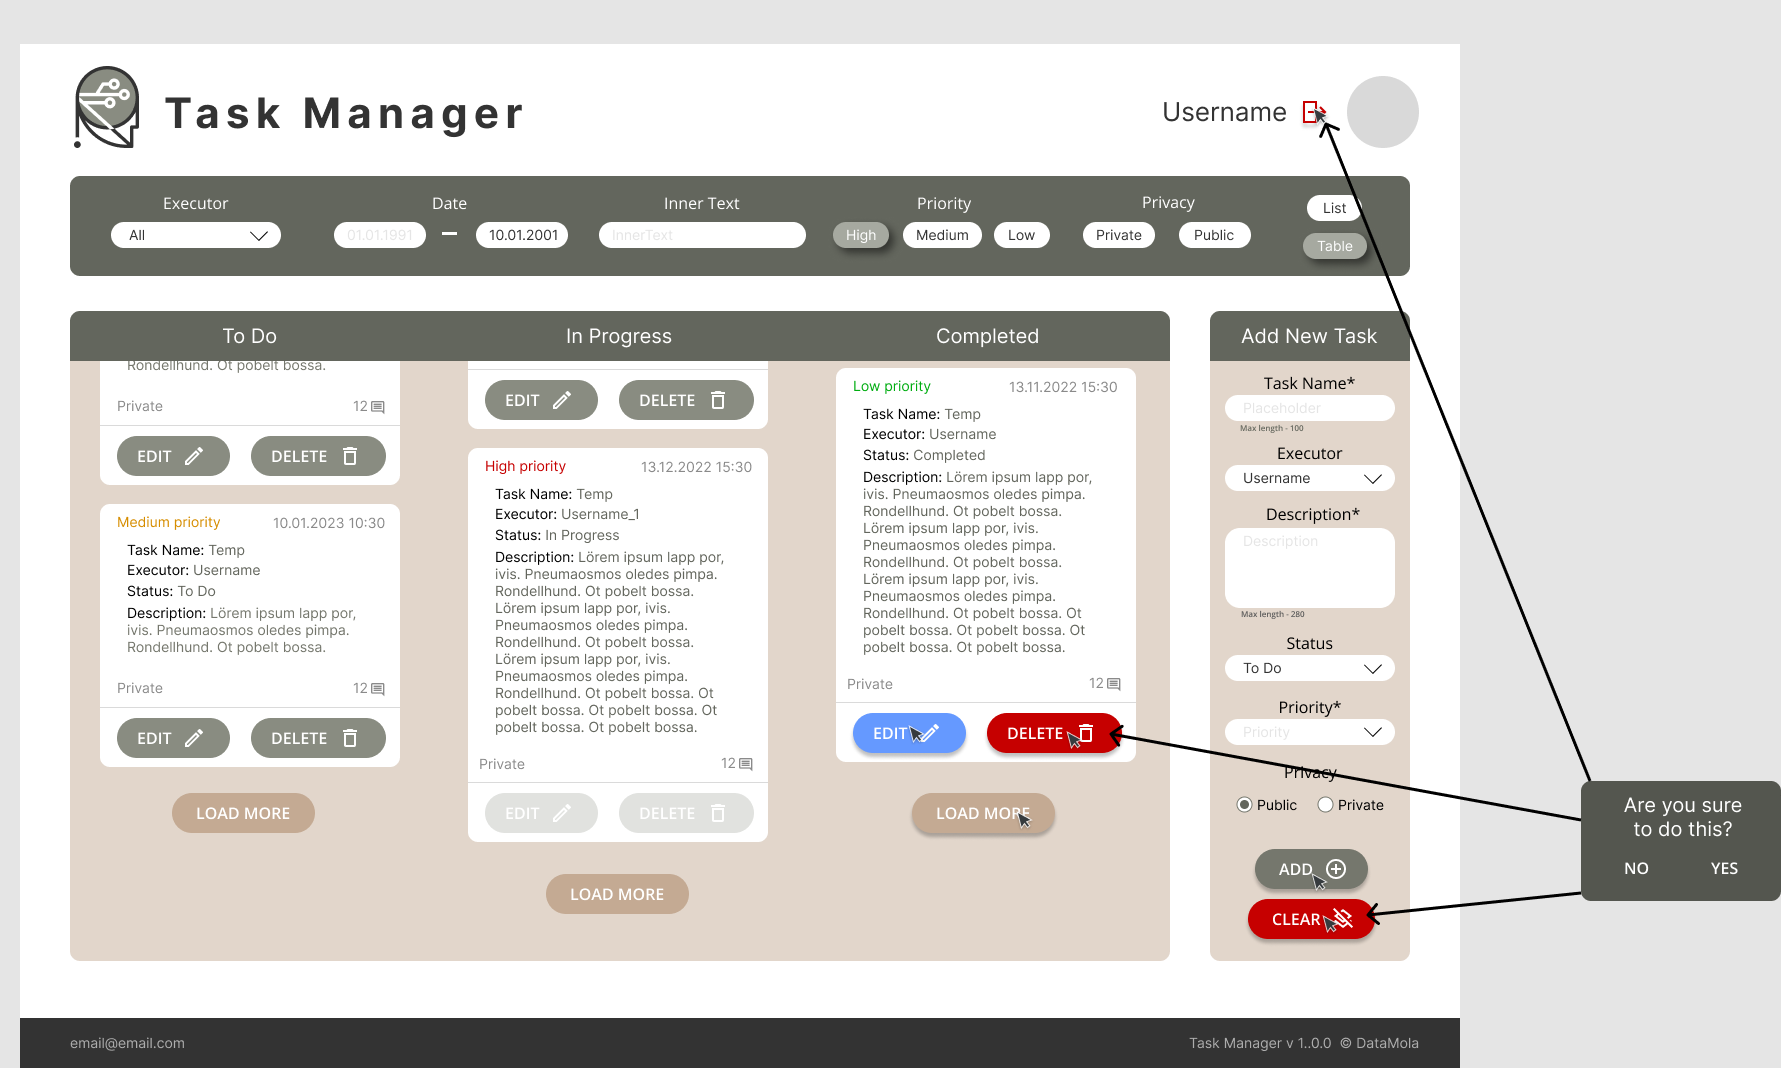 Task Manager
Username
Executor
All
Date
01.01.1991
10.01.2001
Inner Text
InnerText
Priority
High
Medium
Low
Privacy
Private
Public
List
Table
To Do
Rondellhund. Ot pobelt bossa.
Private
12
EDIT
DELETE
Medium priority
10.01.2023 10:30
Task Name: Temp
Executor: Username
Status: To Do
Description: Lörem ipsum lapp por,
ivis. Pneumaosmos oledes pimpa.
Rondellhund. Ot pobelt bossa.
Private
12
EDIT
DELETE
LOAD MORE
In Progress
EDIT
DELETE
High priority
13.12.2022 15:30
Task Name: Temp
Executor: Username_1
Status: In Progress
Description: Lörem ipsum lapp por,
ivis. Pneumaosmos oledes pimpa.
Rondellhund. Ot pobelt bossa.
Lörem ipsum lapp por, ivis.
Pneumaosmos oledes pimpa.
Rondellhund. Ot pobelt bossa.
Lörem ipsum lapp por, ivis.
Pneumaosmos oledes pimpa.
Rondellhund. Ot pobelt bossa. Ot
pobelt bossa. Ot pobelt bossa. Ot
pobelt bossa. Ot pobelt bossa.
Private
12
EDIT
DELETE
LOAD MORE
Completed
Low priority
13.11.2022 15:30
Task Name: Temp
Executor: Username
Status: Completed
Description: Lörem ipsum lapp por,
ivis. Pneumaosmos oledes pimpa.
Rondellhund. Ot pobelt bossa.
Lörem ipsum lapp por, ivis.
Pneumaosmos oledes pimpa.
Rondellhund. Ot pobelt bossa.
Lörem ipsum lapp por, ivis.
Pneumaosmos oledes pimpa.
Rondellhund. Ot pobelt bossa. Ot
pobelt bossa. Ot pobelt bossa. Ot
pobelt bossa. Ot pobelt bossa.
Private
12
EDIT
DELETE
LOAD MORE
Add New Task
Task Name*
Placeholder
Max length - 100
Executor
Username
Description*
Description
Max length - 280
Status
To Do
Priority*
Priority
Privacy
Public
Private
ADD
CLEAR
Are you sure
to do this?
NO
YES
email@email.com
Task Manager v 1..0.0 © DataMola